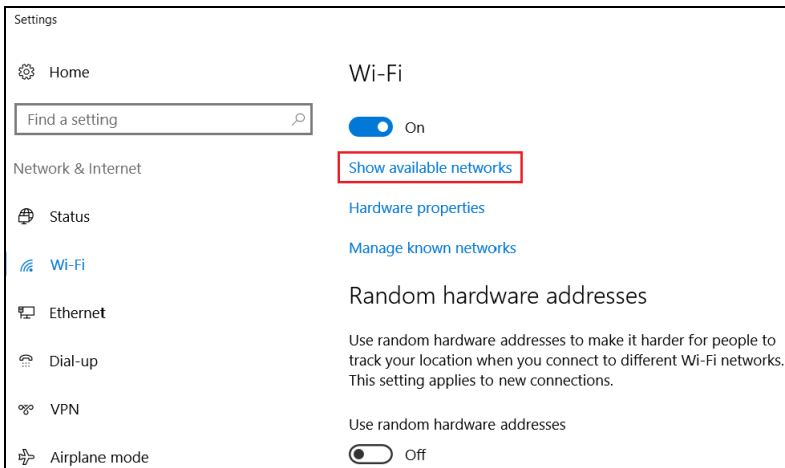 Settings
Home
Find a setting
Network & Internet
Status
Wi-Fi
Ethernet
Dial-up
VPN
Airplane mode
Wi-Fi
On
Show available networks
Hardware properties
Manage known networks
Random hardware addresses
Use random hardware addresses to make it harder for people to
track your location when you connect to different Wi-Fi networks.
This setting applies to new connections.
Use random hardware addresses
Off